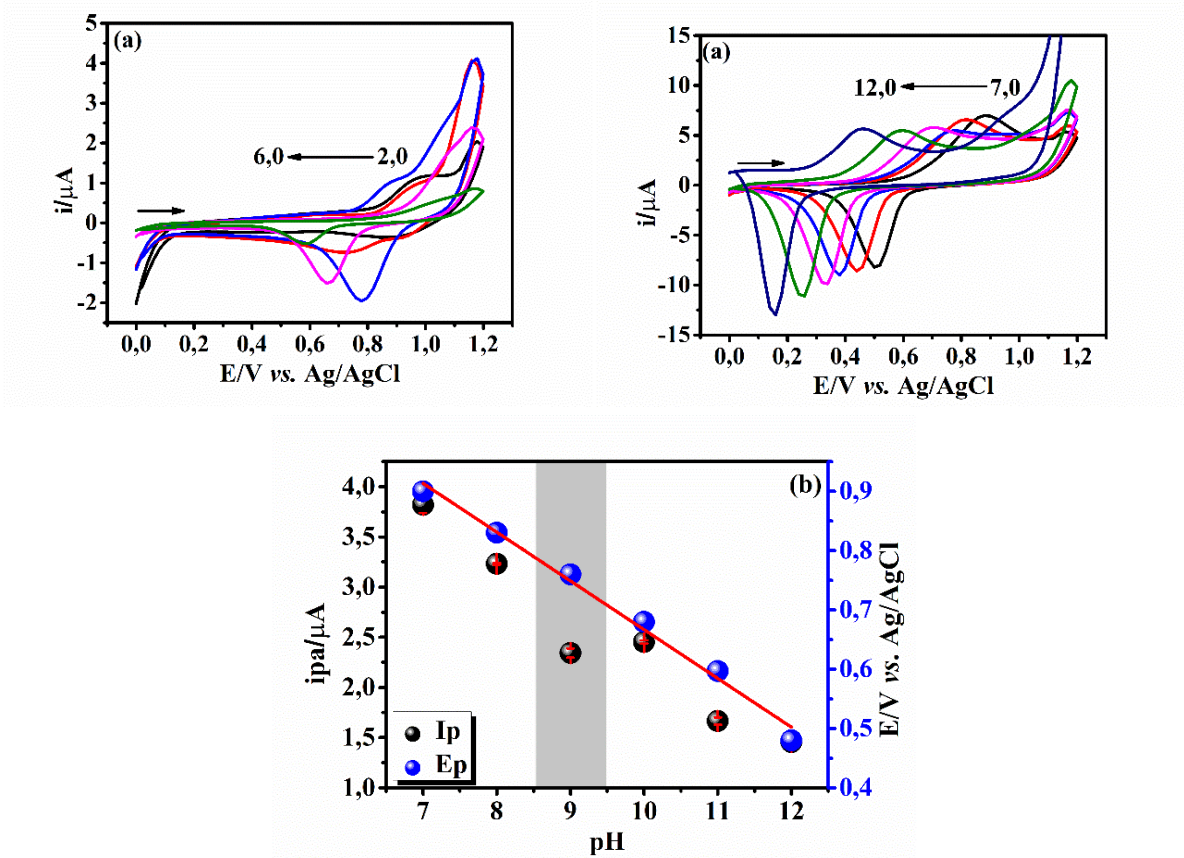 (a)
5
4
3
2
1
0
-1
-2
i/μA
6,0
2,0
0,0 0,2 0,4 0,6 0,8 1,0 1,2
E/V vs. Ag/AgCl
(a)
15
10
5
0
-5
-10
-15
i/μA
12,0
7,0
0,0 0,2 0,4 0,6 0,8 1,0 1,2
E/V vs. Ag/AgCl
(b)
4,0
3,5
3,0
2,5
2,0
1,5
1,0
ipa/μA
Ip
Ep
7 8 9 10 11 12
pH
0,9
0,8
0,7
0,6
0,5
0,4
E/V vs. Ag/AgCl